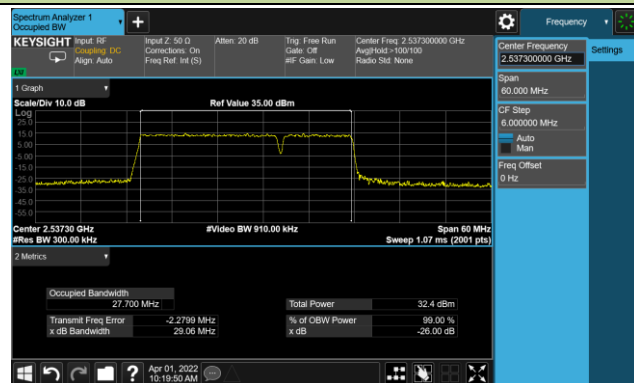 Spectrum Analyzer 1
Occupied BW
Frequency
KEYSIGHT
Input: RF
Coupling: DC
Align: Auto
Input Z: 50 Ω
Corrections: On
Freq Ref: Int (S)
Atten: 20 dB
Trig: Free Run
Gate: Off
#IF Gain: Low
Center Freq: 2.537300000 GHz
Avg|Hold:>100/100
Radio Std: None
Center Frequency
2.537300000 GHz
Settings
Span
60.000 MHz
CF Step
6.000000 MHz
Auto
Man
Freq Offset
0 Hz
1 Graph
Scale/Div 10.0 dB
Ref Value 35.00 dBm
Log
25.0
15.0
5.00
-5.00
-15.0
-25.0
-35.0
-45.0
-55.0
Center 2.53730 GHz
#Video BW 910.00 kHz
Span 60 MHz
#Res BW 300.00 kHz
Sweep 1.07 ms (2001 pts)
2 Metrics
Occupied Bandwidth
27.700 MHz
Total Power 32.4 dBm
Transmit Freq Error -2.2799 MHz
% of OBW Power 99.00 %
x dB Bandwidth 29.06 MHz
x dB -26.00 dB
Apr 01, 2022
10:19:50 AM